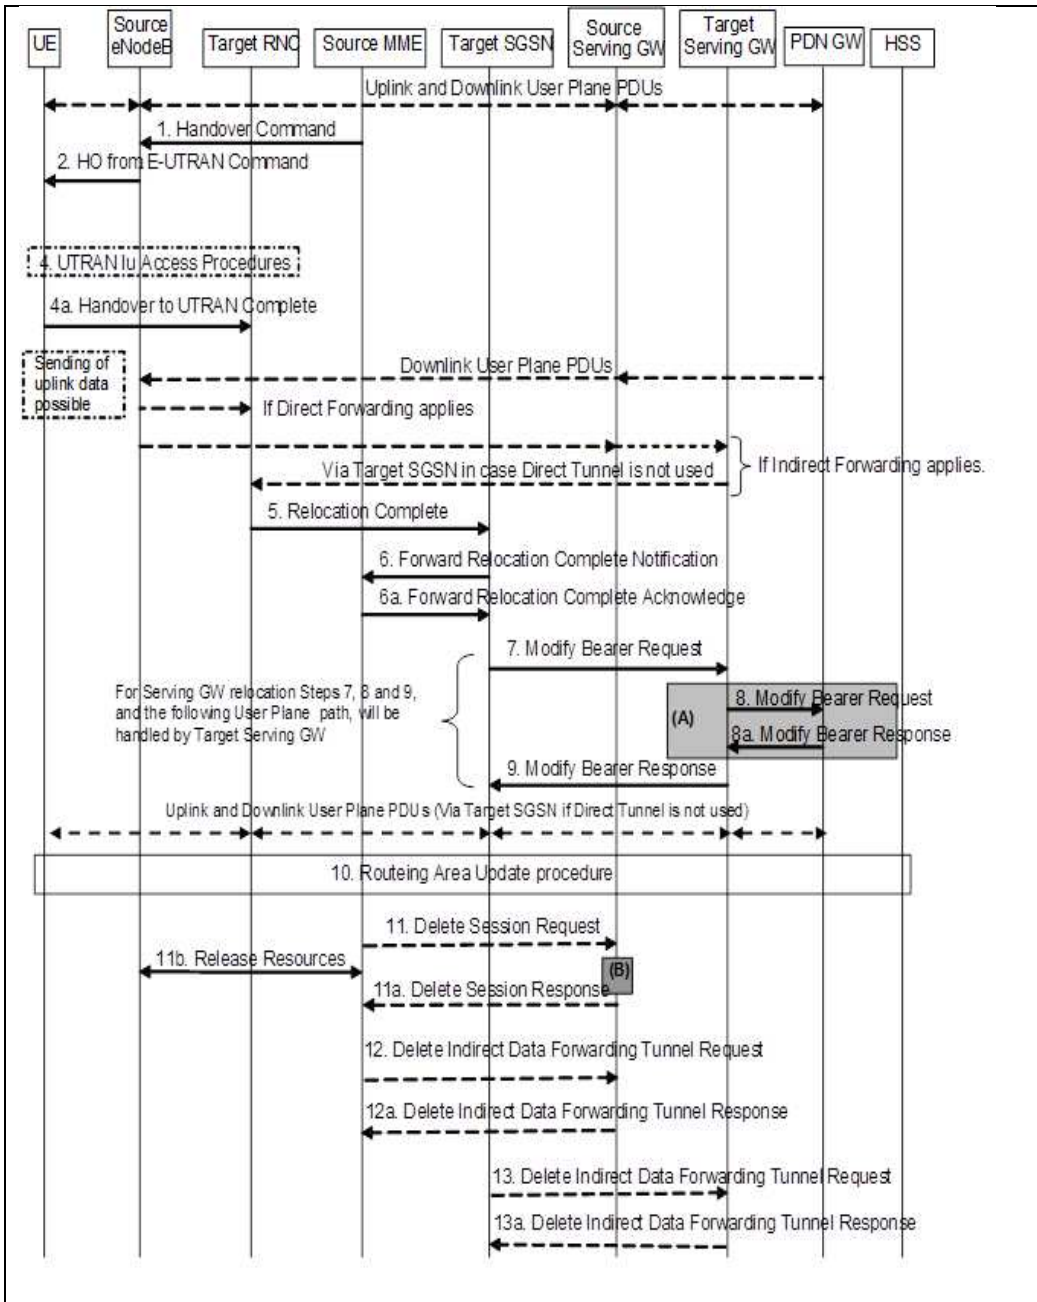 UE
Source
eNodeB
Target RNC
Source MME
Target SGSN
Source
Serving GW
Target
Serving GW
PDN GW
HSS
Uplink and Downlink User Plane PDUs
1. Handover Command
2. HO from E-UTRAN Command
4. UTRAN Iu Access Procedures
4a. Handover to UTRAN Complete
Sending of
uplink data
possible
Downlink User Plane PDUs
If Direct Forwarding applies
Via Target SGSN in case Direct Tunnel is not used
If Indirect Forwarding applies.
5. Relocation Complete
6. Forward Relocation Complete Notification
6a. Forward Relocation Complete Acknowledge
7. Modify Bearer Request
For Serving GW relocation Steps 7, 8 and 9,
and the following User Plane path, will be
handled by Target Serving GW
(A)
8. Modify Bearer Request
8a. Modify Bearer Response
9. Modify Bearer Response
Uplink and Downlink User Plane PDUs (Via Target SGSN if Direct Tunnel is not used)
10. Routeing Area Update procedure
11. Delete Session Request
11b. Release Resources
(B)
11a. Delete Session Response
12. Delete Indirect Data Forwarding Tunnel Request
12a. Delete Indirect Data Forwarding Tunnel Response
13. Delete Indirect Data Forwarding Tunnel Request
13a. Delete Indirect Data Forwarding Tunnel Response